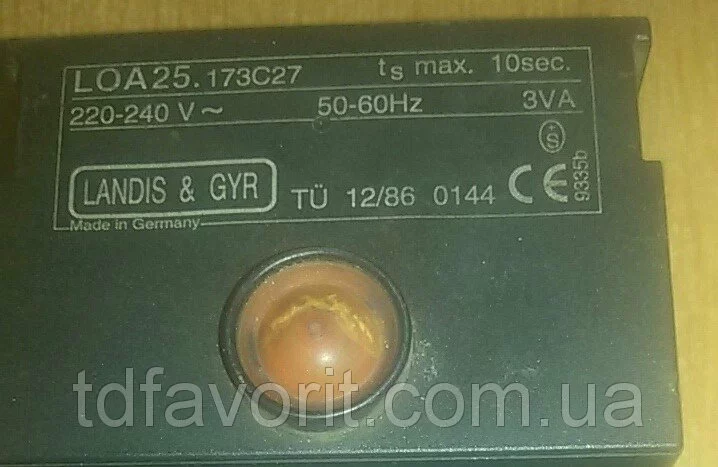 LOA25.173C27 ts max. 10sec.
220-240 V ~ 50-60Hz 3VA
S
LANDIS & GYR TÜ 12/86 0144 CE 9335b
Made in Germany
tdfavorit.com.ua